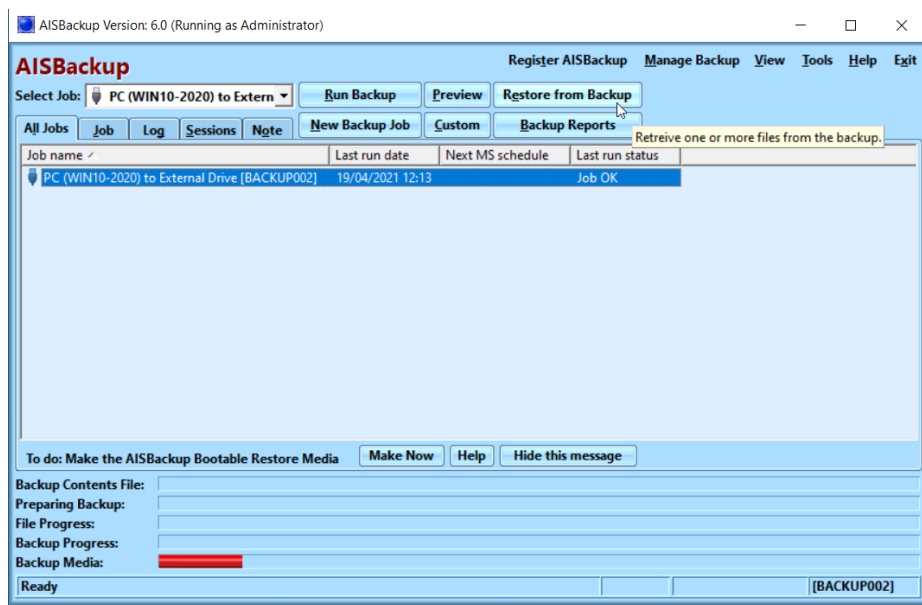 AISBackup Version: 6.0 (Running as Administrator)
AISBackup
Register AISBackup Manage Backup View Tools Help Exit
Select Job: PC (WIN10-2020) to Extern Run Backup Preview Restore from Backup
All Jobs Job Log Sessions Note New Backup Job Custom Backup Reports
Retreive one or more files from the backup.
Job name Last run date Next MS schedule Last run status
PC (WIN10-2020) to External Drive [BACKUP002] 19/04/2021 12:13 Job OK
To do: Make the AISBackup Bootable Restore Media Make Now Help Hide this message
Backup Contents File:
Preparing Backup:
File Progress:
Backup Progress:
Backup Media:
Ready [BACKUP002]